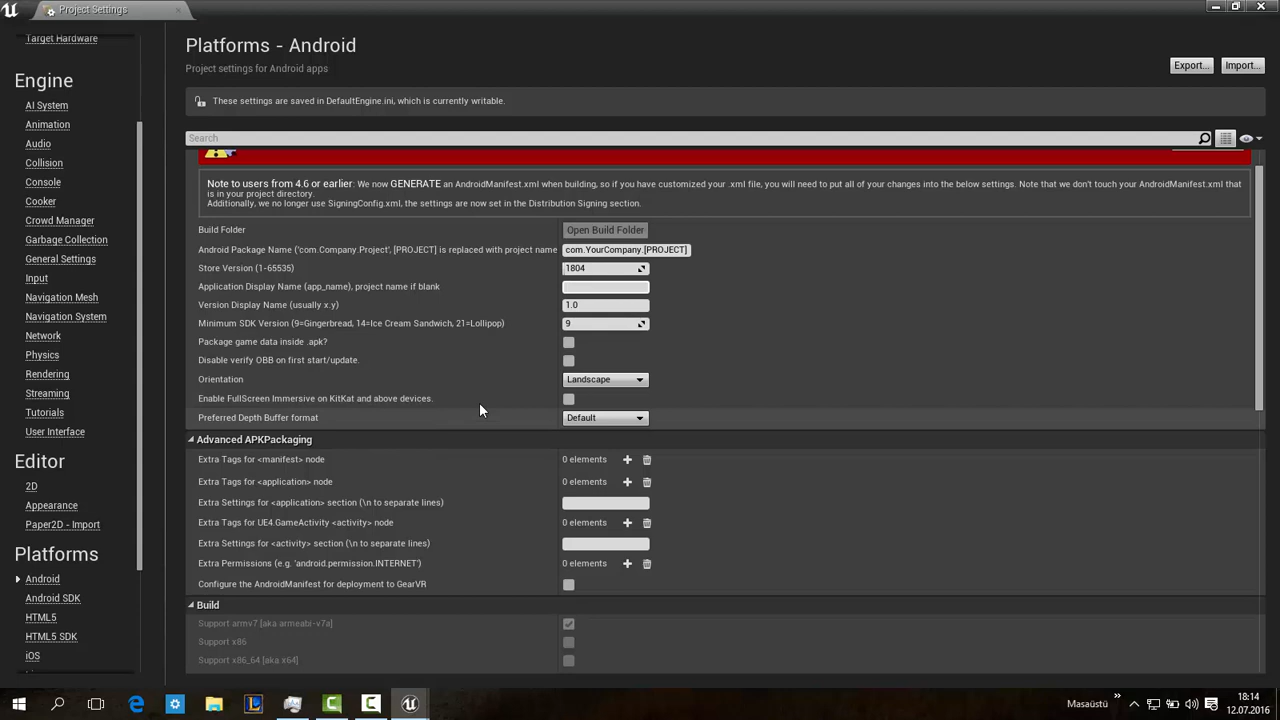 Project Settings
Target Hardware
Engine
AI System
Animation
Audio
Collision
Console
Cooker
Crowd Manager
Garbage Collection
General Settings
Input
Navigation Mesh
Navigation System
Network
Physics
Rendering
Streaming
Tutorials
User Interface
Editor
2D
Appearance
Paper2D - Import
Platforms
Android
Android SDK
HTML5
HTML5 SDK
iOS
Platforms - Android
Project settings for Android apps
Export...
Import...
These settings are saved in DefaultEngine.ini, which is currently writable.
Search
Note to users from 4.6 or earlier: We now GENERATE an AndroidManifest.xml when building, so if you have customized your .xml file, you will need to put all of your changes into the below settings. Note that we don't touch your AndroidManifest.xml that
is in your project directory.
Additionally, we no longer use SigningConfig.xml, the settings are now set in the Distribution Signing section.
Build Folder
Open Build Folder
Android Package Name ('com.Company.Project', [PROJECT] is replaced with project name
com.YourCompany.[PROJECT]
Store Version (1-65535)
1804
Application Display Name (app_name), project name if blank
Version Display Name (usually x.y)
1.0
Minimum SDK Version (9=Gingerbread, 14=Ice Cream Sandwich, 21=Lollipop)
9
Package game data inside .apk?
Disable verify OBB on first start/update.
Orientation
Landscape
Enable FullScreen Immersive on KitKat and above devices.
Preferred Depth Buffer format
Default
Advanced APKPackaging
Extra Tags for <manifest> node
0 elements
Extra Tags for <application> node
0 elements
Extra Settings for <application> section (\n to separate lines)
Extra Tags for UE4.GameActivity <activity> node
0 elements
Extra Settings for <activity> section (\n to separate lines)
Extra Permissions (e.g. 'android.permission.INTERNET')
0 elements
Configure the AndroidManifest for deployment to GearVR
Build
Support armv7 [aka armeabi-v7a]
Support x86
Support x86_64 [aka x64]
Masaüstü
18:14
12.07.2016